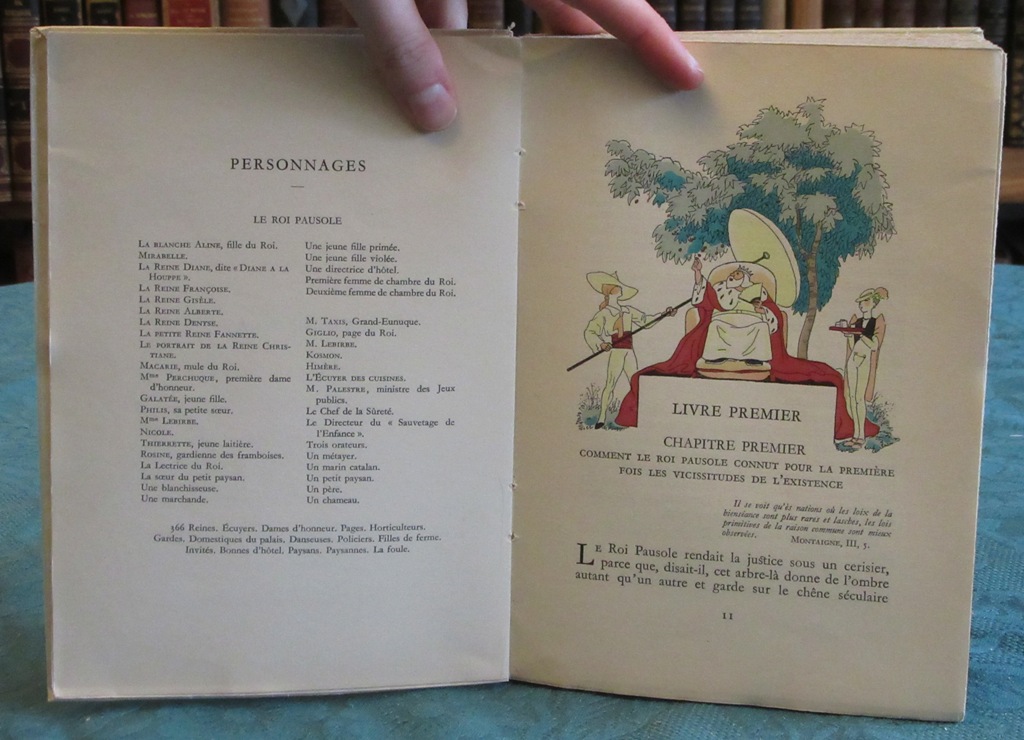 PERSONNAGES
LE ROI PAUSOLE
LA BLANCHE ALINE, fille du Roi.
MIRABELLE.
LA REINE DIANE, dite « DIANE A LA
HOUPPE ».
LA REINE FRANÇOISE.
LA REINE GISÈLE.
LA REINE ALBERTE.
LA REINE DENYSE.
LA PETITE REINE FANNETTE.
LE PORTRAIT DE LA REINE CHRIS-
TIANE.
MACARIE, mule du Roi.
Mme PERCHUQUE, première dame
d'honneur.
GALATÉE, jeune fille.
PHILIS, sa petite sœur.
Mme LEBIRBE.
NICOLE.
THIERRETTE, jeune laitière.
ROSINE, gardienne des framboises.
La Lectrice du Roi.
La sœur du petit paysan.
Une blanchisseuse.
Une marchande.
Une jeune fille primée.
Une jeune fille violée.
Une directrice d'hôtel.
Première femme de chambre du Roi.
Deuxième femme de chambre du Roi.
M. TAXIS, Grand-Eunuque.
GIGLIO, page du Roi.
M. LEBIRBE.
KOSMON.
HIMÈRE.
L'ÉCUYER DES CUISINES.
M. PALESTRE, ministre des Jeux
publics.
Le Chef de la Sûreté.
Le Directeur du « Sauvetage de
l'Enfance ».
Trois orateurs.
Un métayer.
Un marin catalan.
Un petit paysan.
Un père.
Un chameau.
366 Reines. Écuyers. Dames d'honneur. Pages. Horticulteurs.
Gardes. Domestiques du palais. Danseuses. Policiers. Filles de ferme.
Invités. Bonnes d'hôtel. Paysans. Paysannes. La foule.
LIVRE PREMIER
CHAPITRE PREMIER
COMMENT LE ROI PAUSOLE CONNUT POUR LA PREMIÈRE
FOIS LES VICISSITUDES DE L'EXISTENCE
Il se voit qu'ès nations où les loix de la
bienséance sont plus rares et lasches, les lois
primitives de la raison commune sont mieux
observées.
MONTAIGNE, III, 5.
LE Roi Pausole rendait la justice sous un cerisier,
parce que, disait-il, cet arbre-là donne de l'ombre
autant qu'un autre et garde sur le chêne séculaire
11